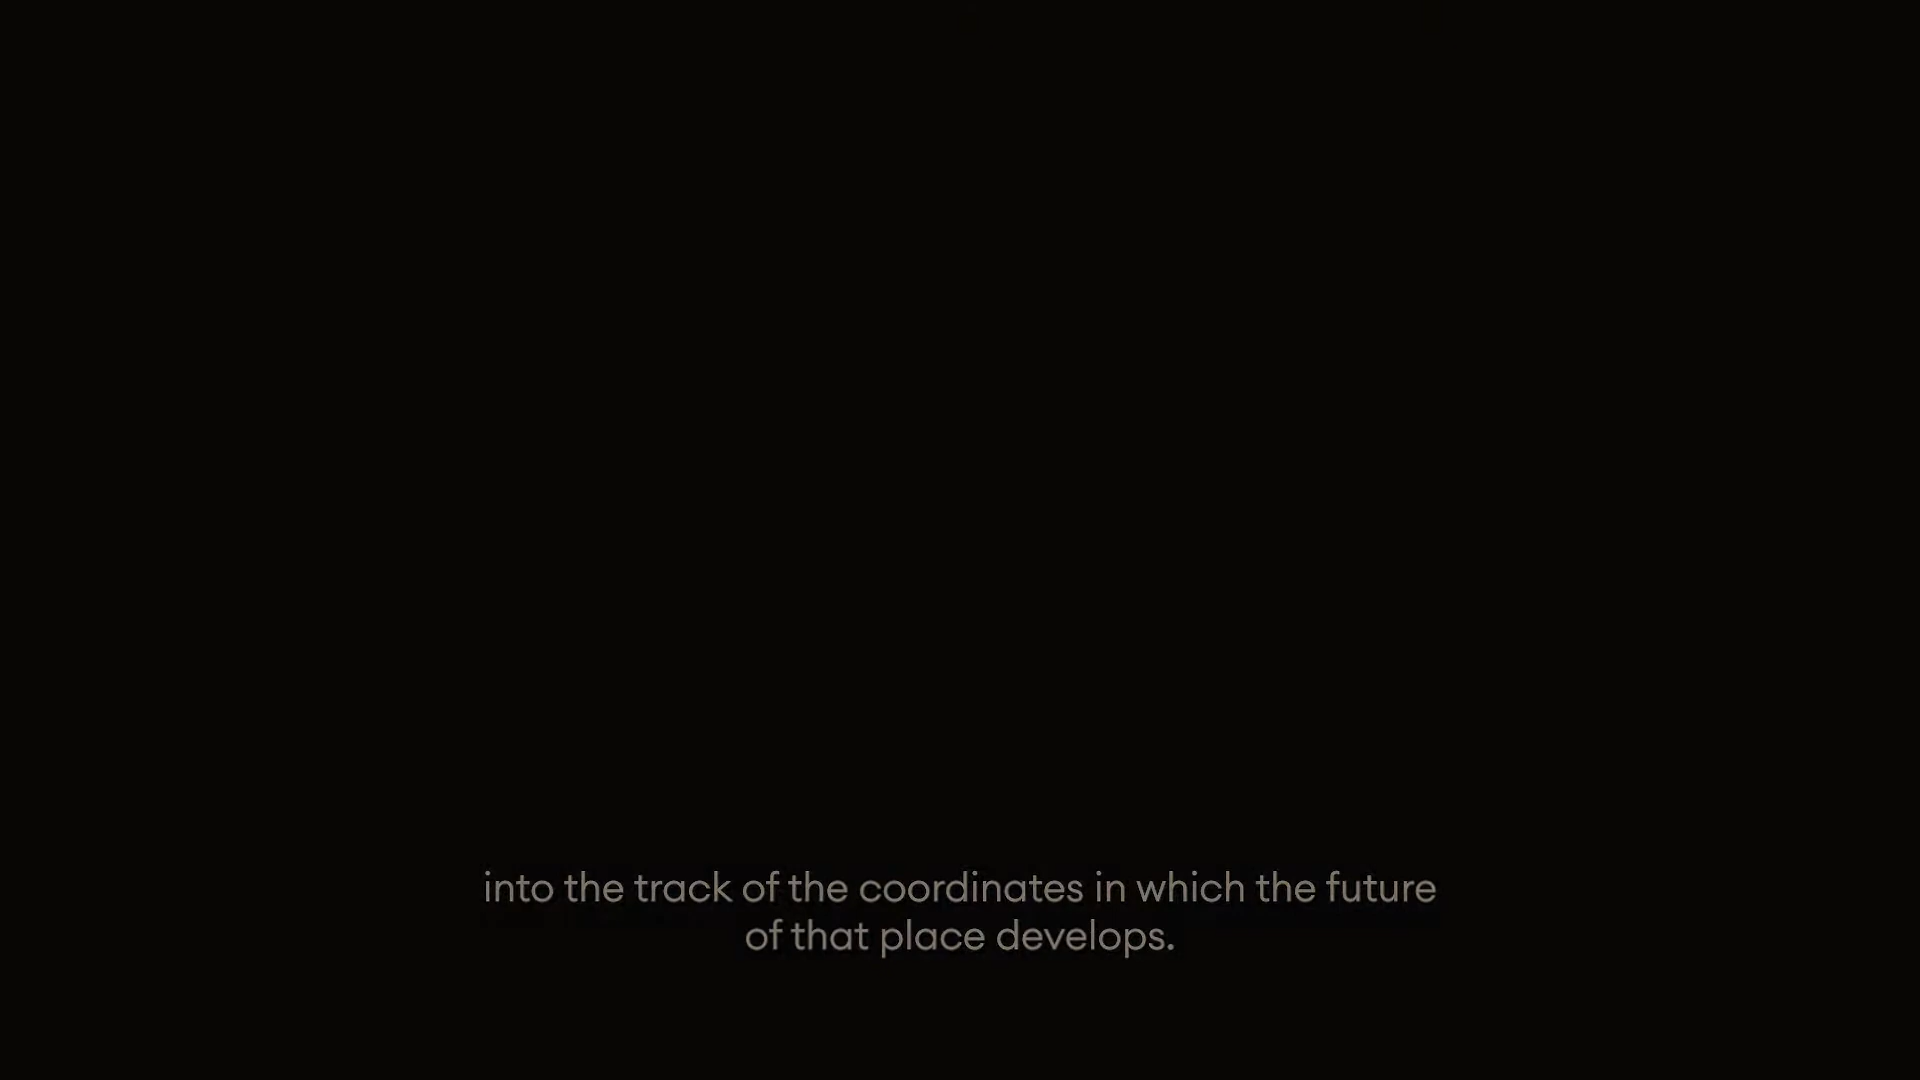 into the track of the coordinates in which the future
of that place develops.